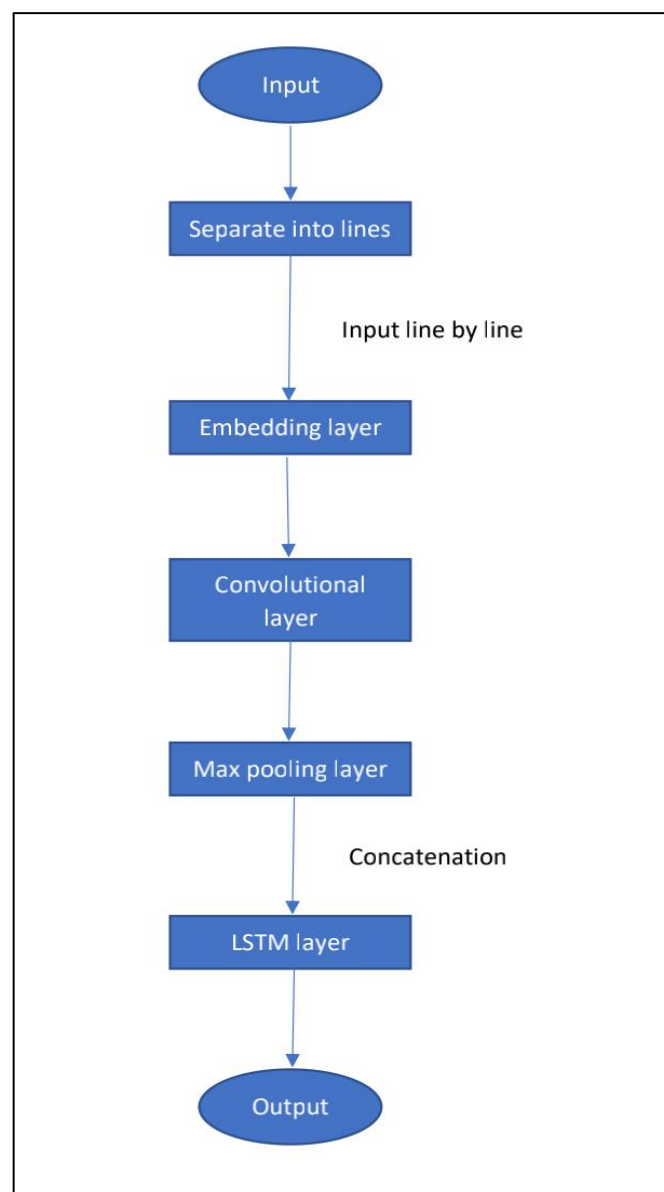 Input
Separate into lines
Input line by line
Embedding layer
Convolutional
layer
Max pooling layer
Concatenation
LSTM layer
Output